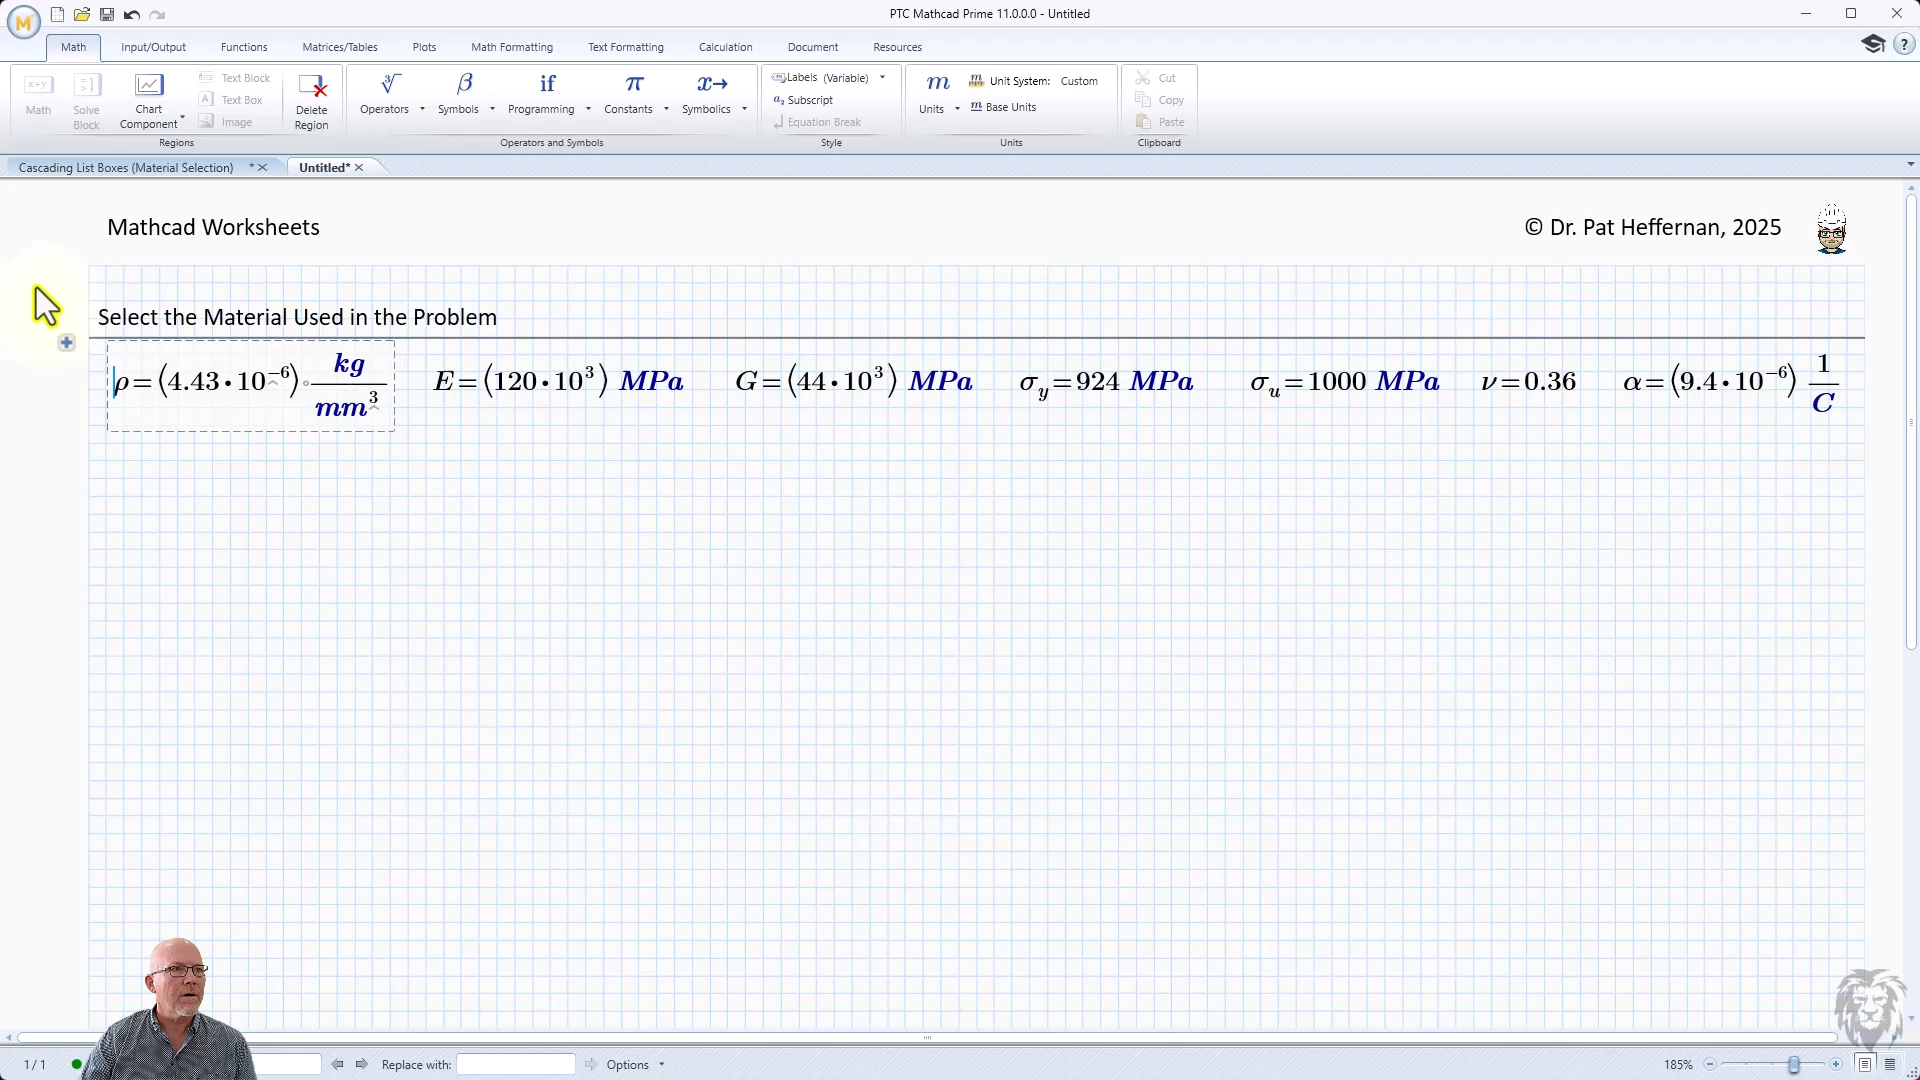 PTC Mathcad Prime 11.0.0.0 - Untitled
Math Input/Output Functions Matrices/Tables Plots Math Formatting Text Formatting Calculation Document Resources
Math
Solve Block
Chart Component
Text Block
Text Box
Image
Delete Region
Regions
Operators
Symbols
if
Programming
Constants
Symbolics
Operators and Symbols
Labels (Variable)
Subscript
Equation Break
Style
Units
Unit System: Custom
Base Units
Units
Cut
Copy
Paste
Clipboard
Cascading List Boxes (Material Selection) *
Untitled*
Mathcad Worksheets
© Dr. Pat Heffernan, 2025
Select the Material Used in the Problem
ρ=(4.43•10^-6)∘kg/mm^3 E=(120•10^3) MPa G=(44•10^3) MPa σ_y=924 MPa σ_u=1000 MPa ν=0.36 α=(9.4•10^-6) 1/C
1 / 1
Replace with:
Options
185%